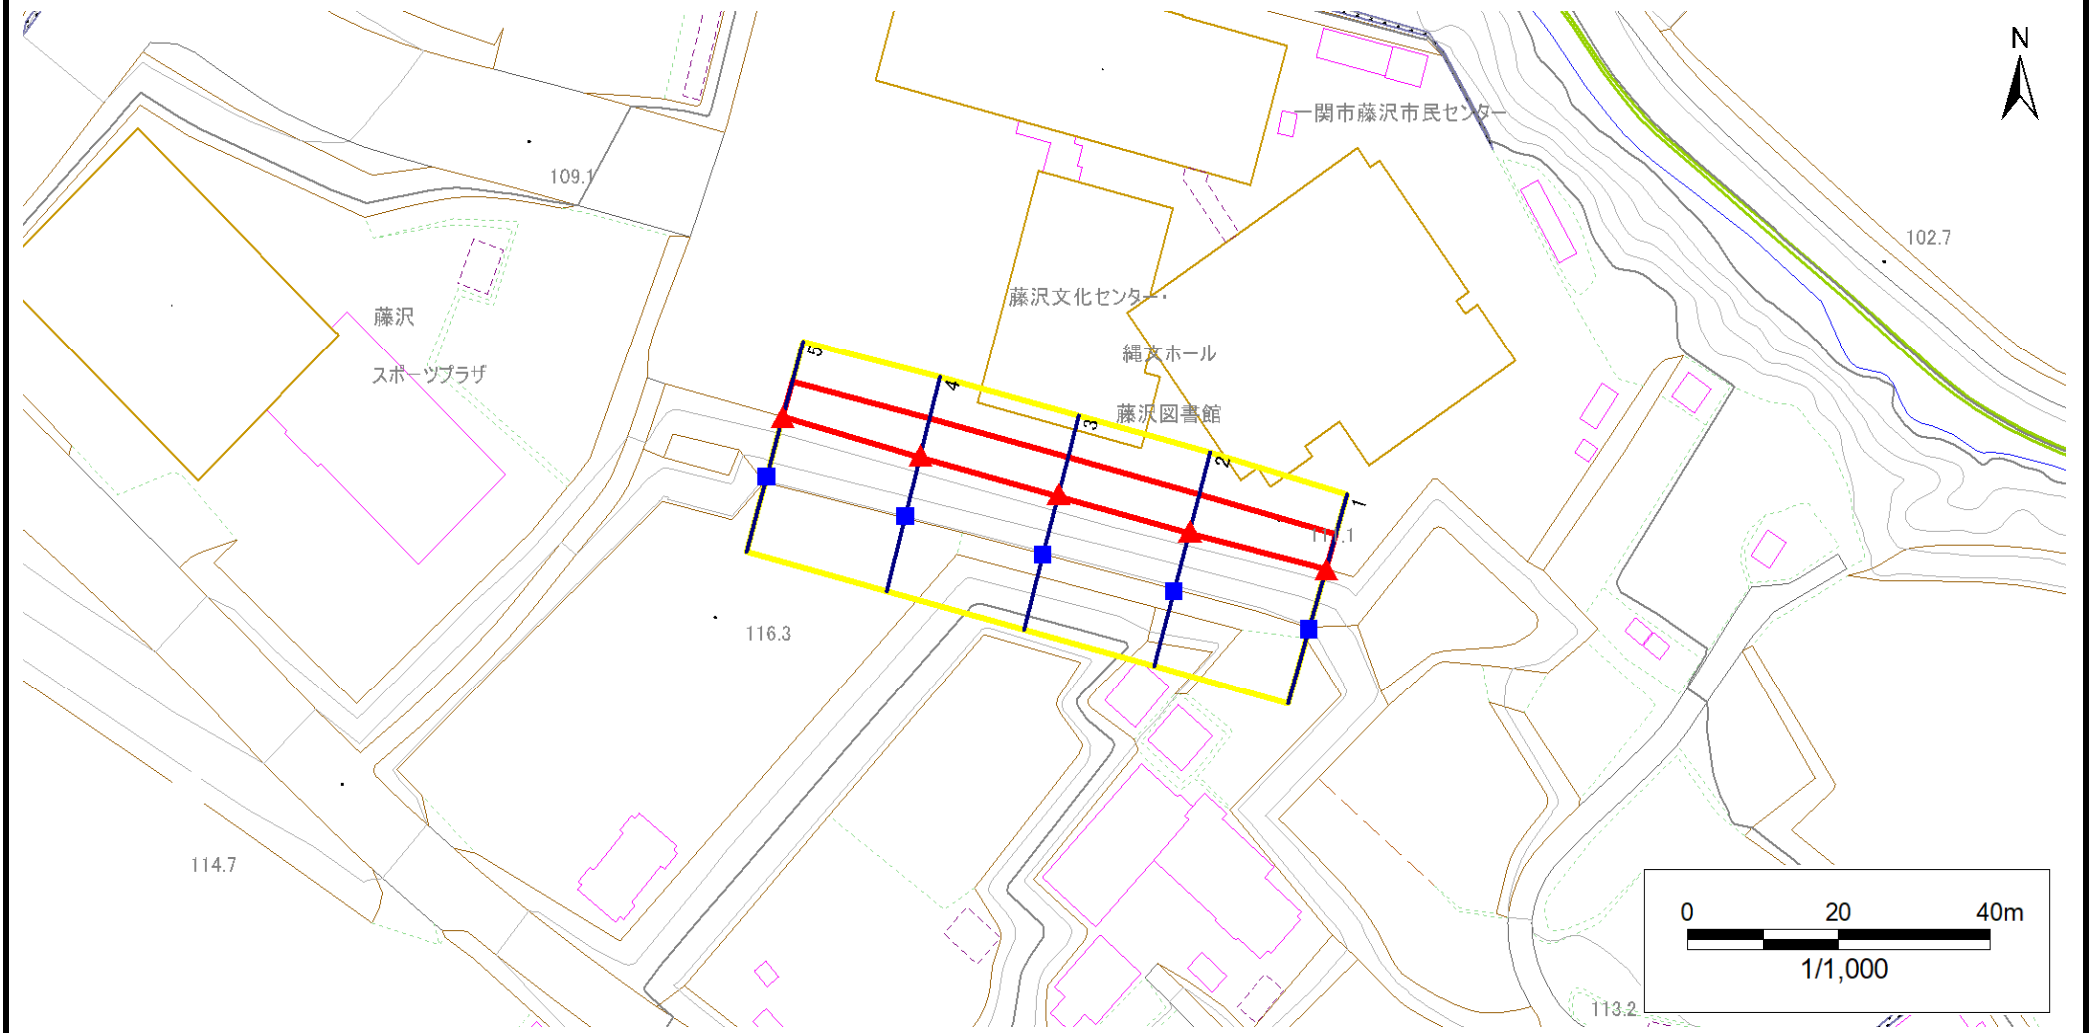 N
一関市藤沢市民センター
109.1
102.7
藤沢文化センター・
藤沢
縄文ホール
5
スポーツプラザ
4
藤沢図書館
3
2
1
116.3
114.7
0 20 40m
1/1,000
113.2